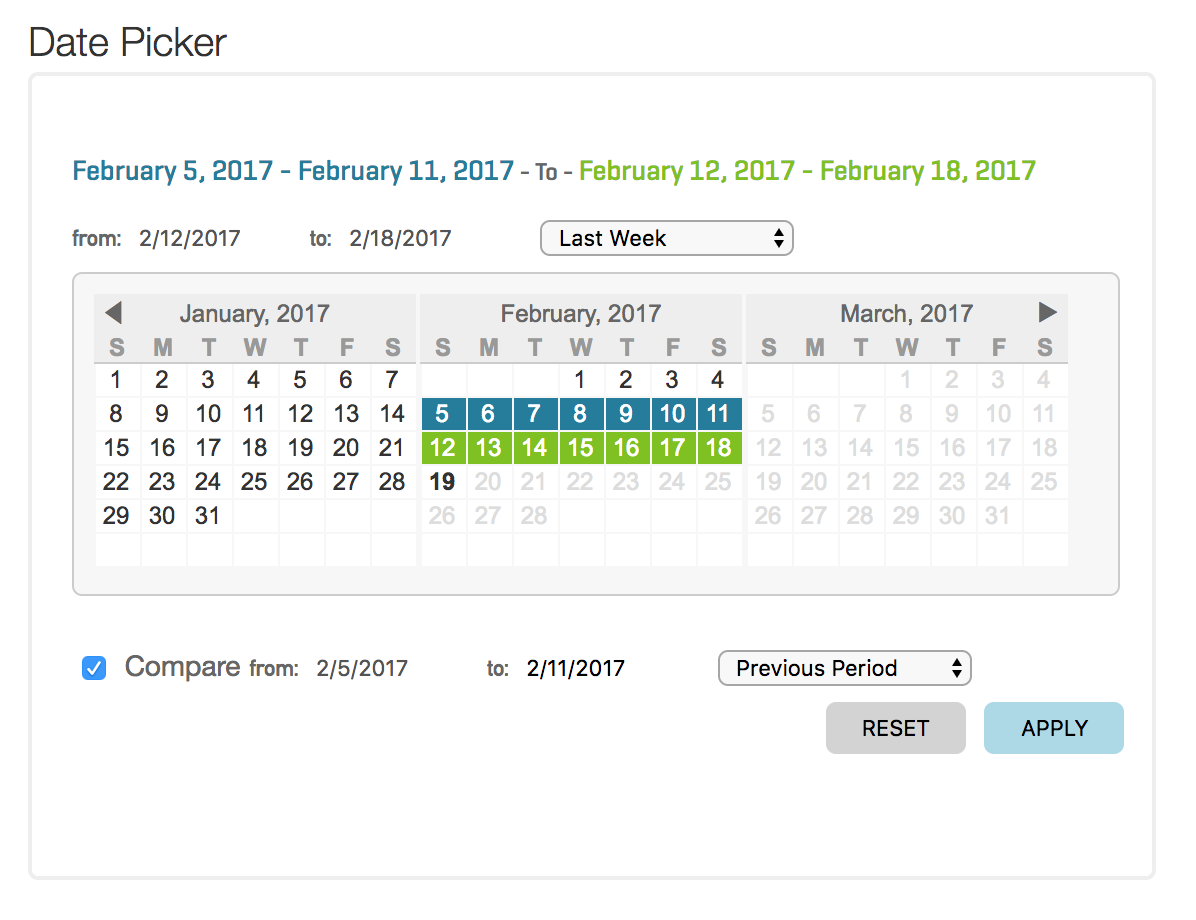 Date Picker
February 5, 2017 - February 11, 2017 - To - February 12, 2017 - February 18, 2017
from: 2/12/2017 to: 2/18/2017 Last Week
January, 2017 February, 2017 March, 2017
S M T W T F S S M T W T F S S M T W T F S
1 2 3 4 5 6 7 1 2 3 4 1 2 3 4
8 9 10 11 12 13 14 5 6 7 8 9 10 11 5 6 7 8 9 10 11
15 16 17 18 19 20 21 12 13 14 15 16 17 18 12 13 14 15 16 17 18
22 23 24 25 26 27 28 19 20 21 22 23 24 25 19 20 21 22 23 24 25
29 30 31 26 27 28 26 27 28 29 30 31
Compare from: 2/5/2017 to: 2/11/2017 Previous Period
RESET APPLY